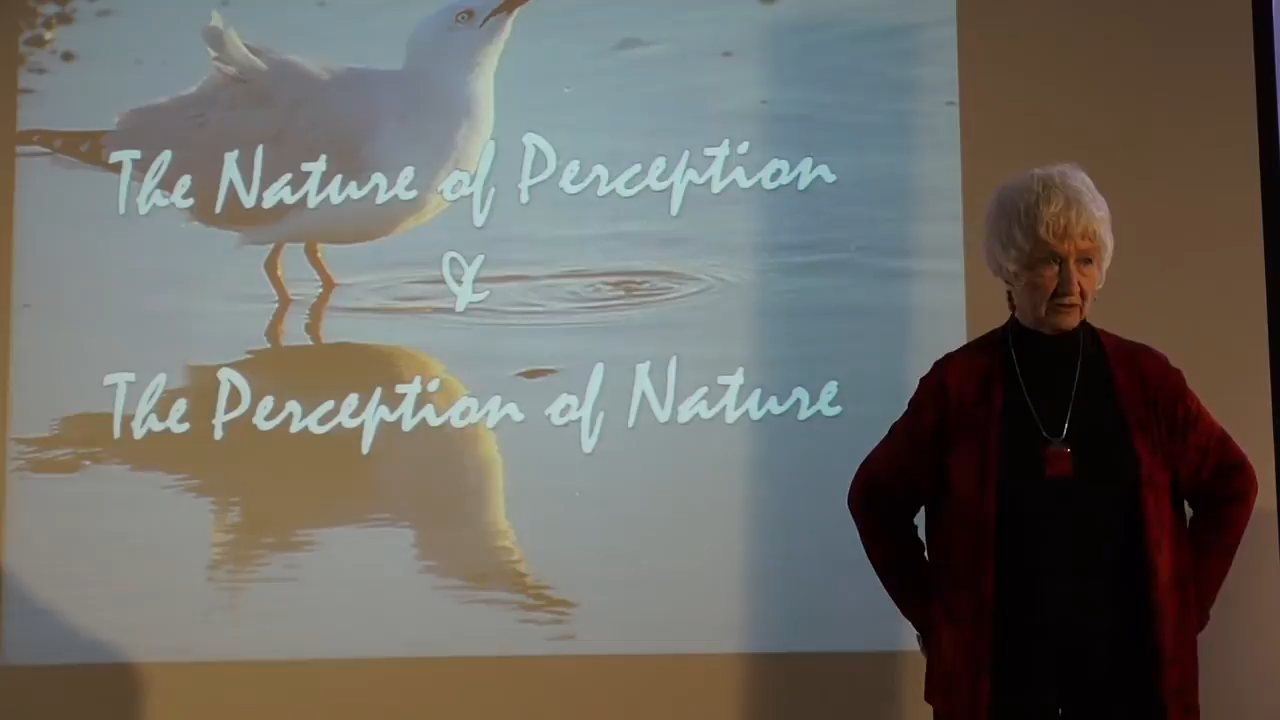 The Nature of Perception
&
The Perception of Nature